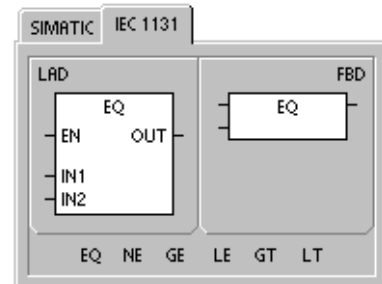 SIMATIC IEC 1131
LAD FBD
EQ
EN OUT
IN1
IN2
EQ
EQ NE GE LE GT LT